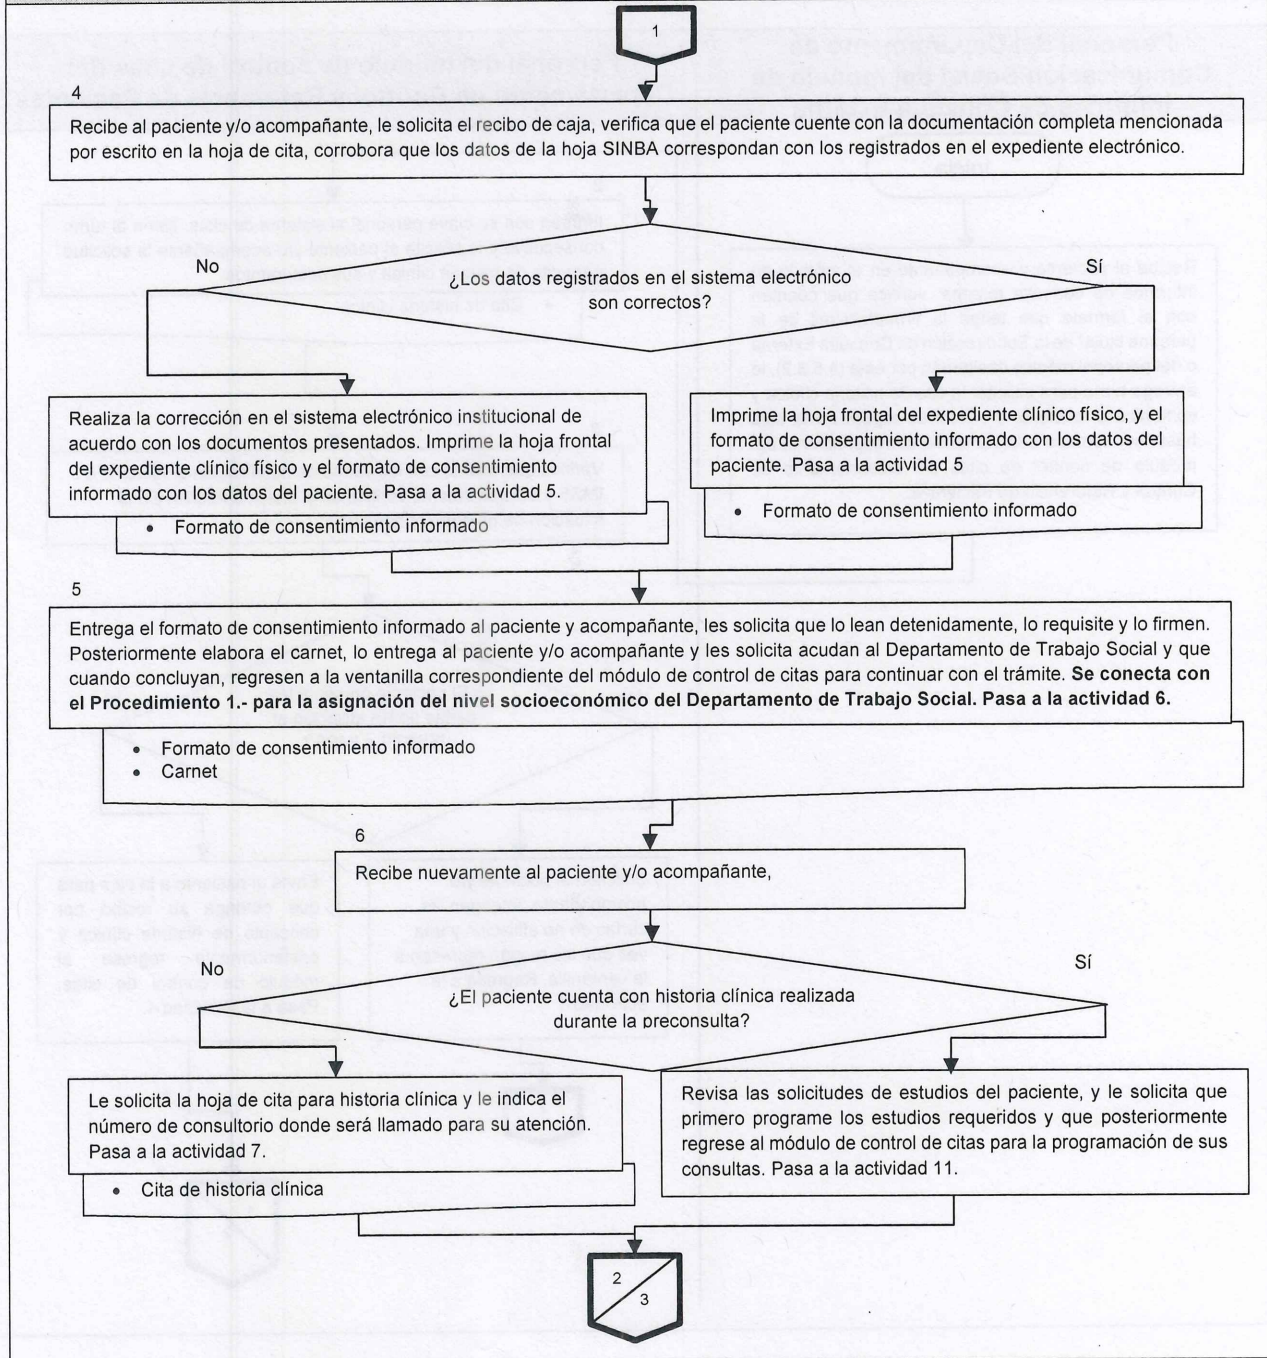 1
4
Recibe al paciente y/o acompañante, le solicita el recibo de caja, verifica que el paciente cuente con la documentación completa mencionada
por escrito en la hoja de cita, corrobora que los datos de la hoja SINBA correspondan con los registrados en el expediente electrónico.
No
¿Los datos registrados en el sistema electrónico
son correctos?
Sí
Realiza la corrección en el sistema electrónico institucional de
acuerdo con los documentos presentados. Imprime la hoja frontal
del expediente clínico físico y el formato de consentimiento
informado con los datos del paciente. Pasa a la actividad 5.
• Formato de consentimiento informado
Imprime la hoja frontal del expediente clínico físico, y el
formato de consentimiento informado con los datos del
paciente. Pasa a la actividad 5
• Formato de consentimiento informado
5
Entrega el formato de consentimiento informado al paciente y acompañante, les solicita que lo lean detenidamente, lo requisite y lo firmen.
Posteriormente elabora el carnet, lo entrega al paciente y/o acompañante y les solicita acudan al Departamento de Trabajo Social y que
cuando concluyan, regresen a la ventanilla correspondiente del módulo de control de citas para continuar con el trámite. Se conecta con
el Procedimiento 1.- para la asignación del nivel socioeconómico del Departamento de Trabajo Social. Pasa a la actividad 6.
• Formato de consentimiento informado
• Carnet
6
Recibe nuevamente al paciente y/o acompañante,
No
¿El paciente cuenta con historia clínica realizada
durante la preconsulta?
Sí
Le solicita la hoja de cita para historia clínica y le indica el
número de consultorio donde será llamado para su atención.
Pasa a la actividad 7.
• Cita de historia clínica
Revisa las solicitudes de estudios del paciente, y le solicita que
primero programe los estudios requeridos y que posteriormente
regrese al módulo de control de citas para la programación de sus
consultas. Pasa a la actividad 11.
2
3